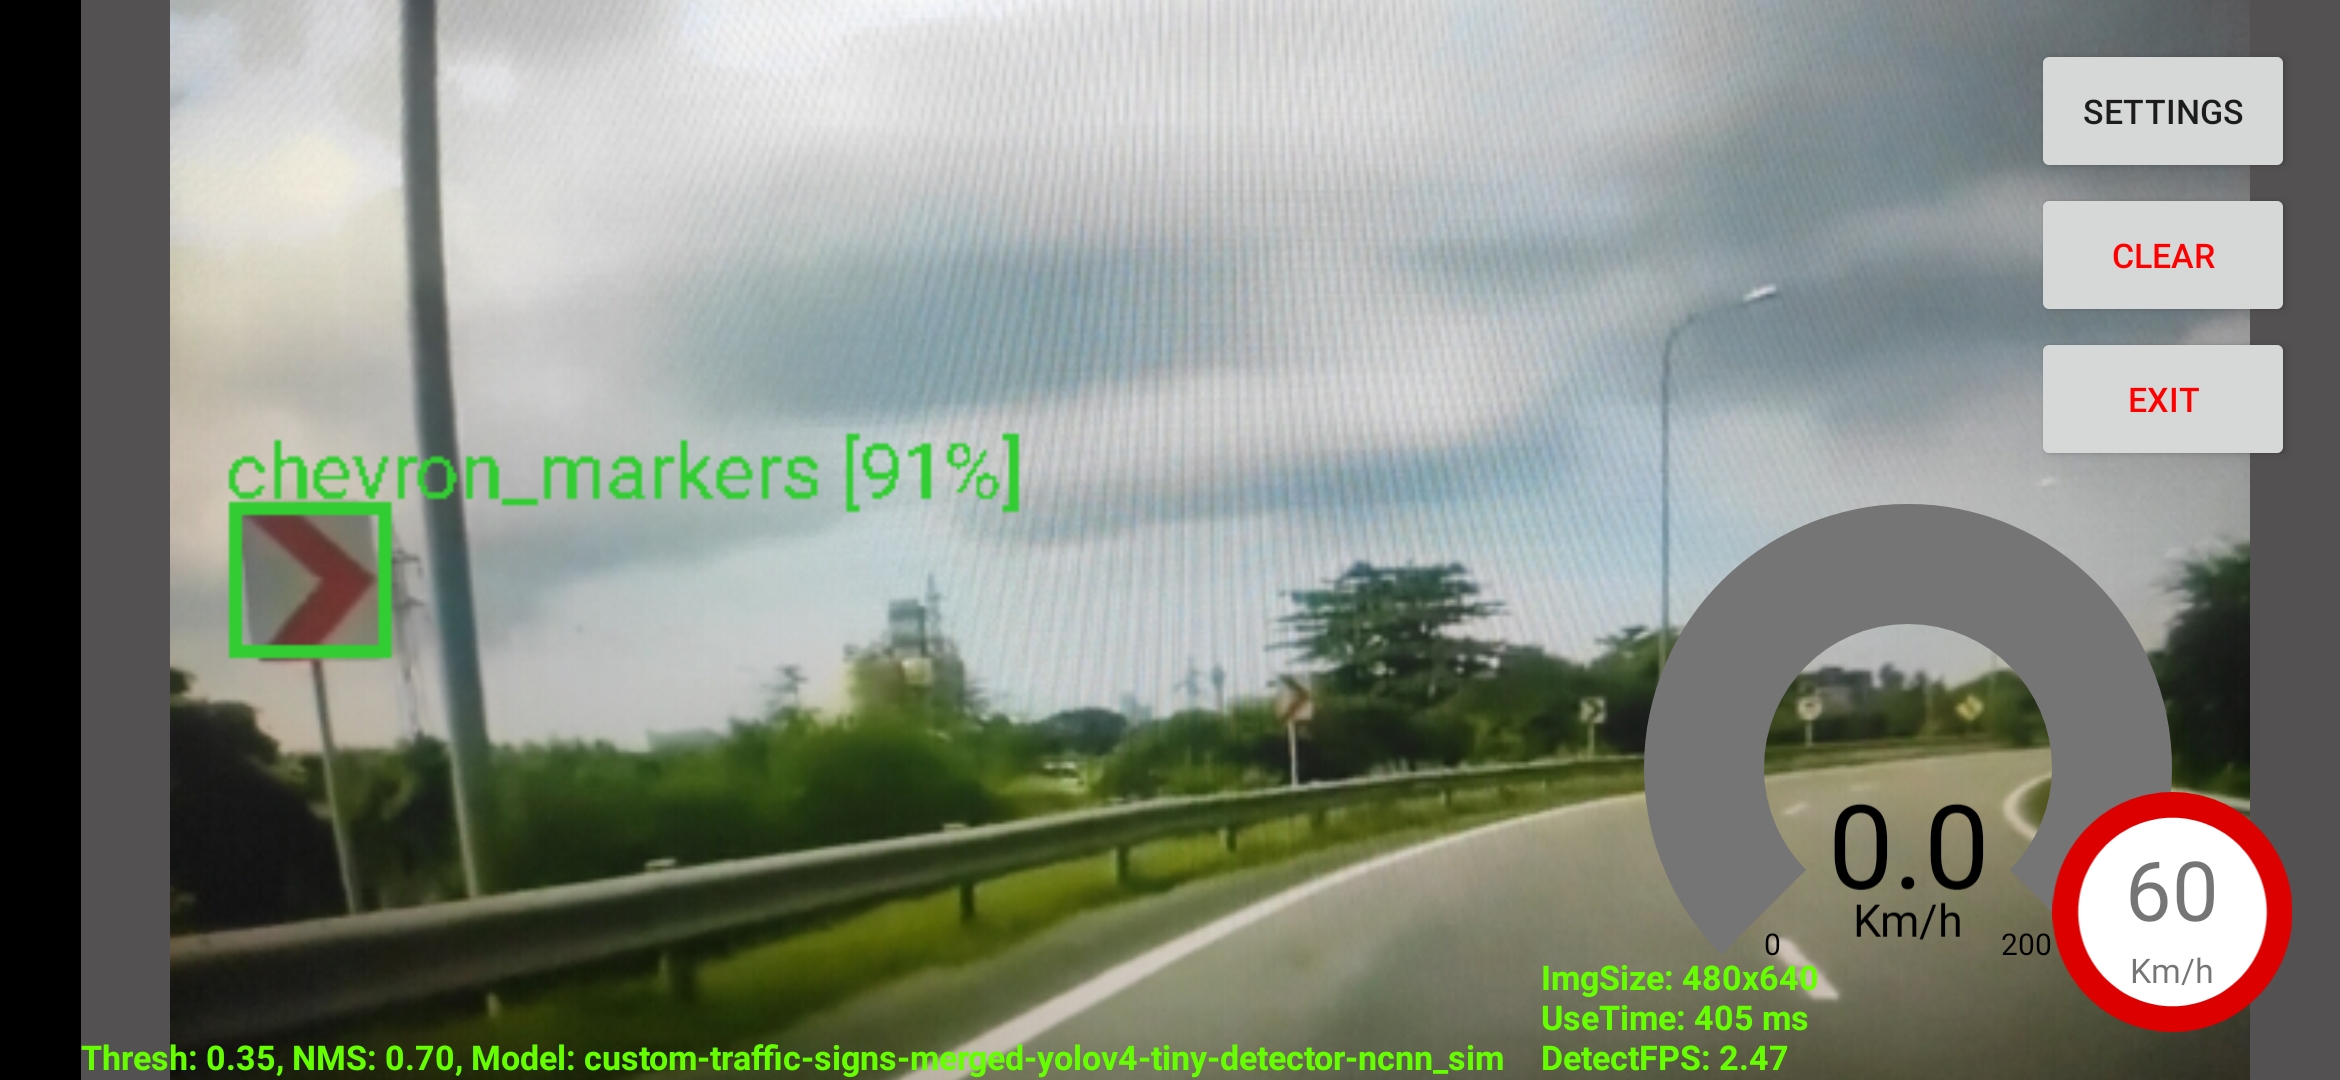 SETTINGS
CLEAR
EXIT
chevron_markers [91%]
0.0
Km/h
0
200
60
Km/h
ImgSize: 480x640
UseTime: 405 ms
DetectFPS: 2.47
Thresh: 0.35, NMS: 0.70, Model: custom-traffic-signs-merged-yolov4-tiny-detector-ncnn_sim